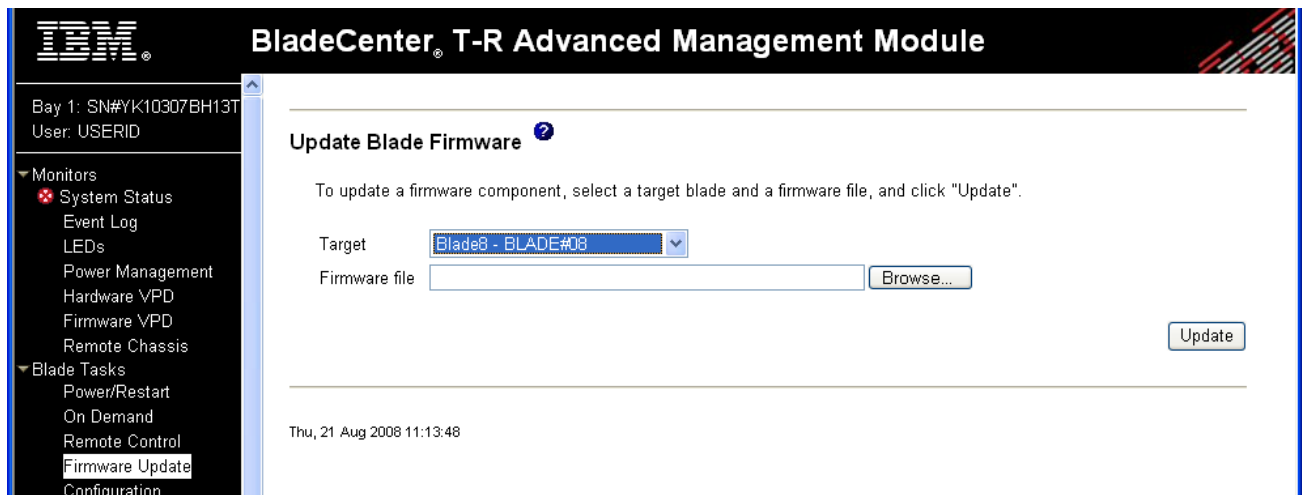 IBM®
BladeCenter® T-R Advanced Management Module
Bay 1: SN#YK10307BH13T
User: USERID
Monitors
System Status
Event Log
LEDs
Power Management
Hardware VPD
Firmware VPD
Remote Chassis
Blade Tasks
Power/Restart
On Demand
Remote Control
Firmware Update
Configuration
Update Blade Firmware ?
To update a firmware component, select a target blade and a firmware file, and click "Update".
Target Blade8 - BLADE#08
Firmware file Browse...
Update
Thu, 21 Aug 2008 11:13:48